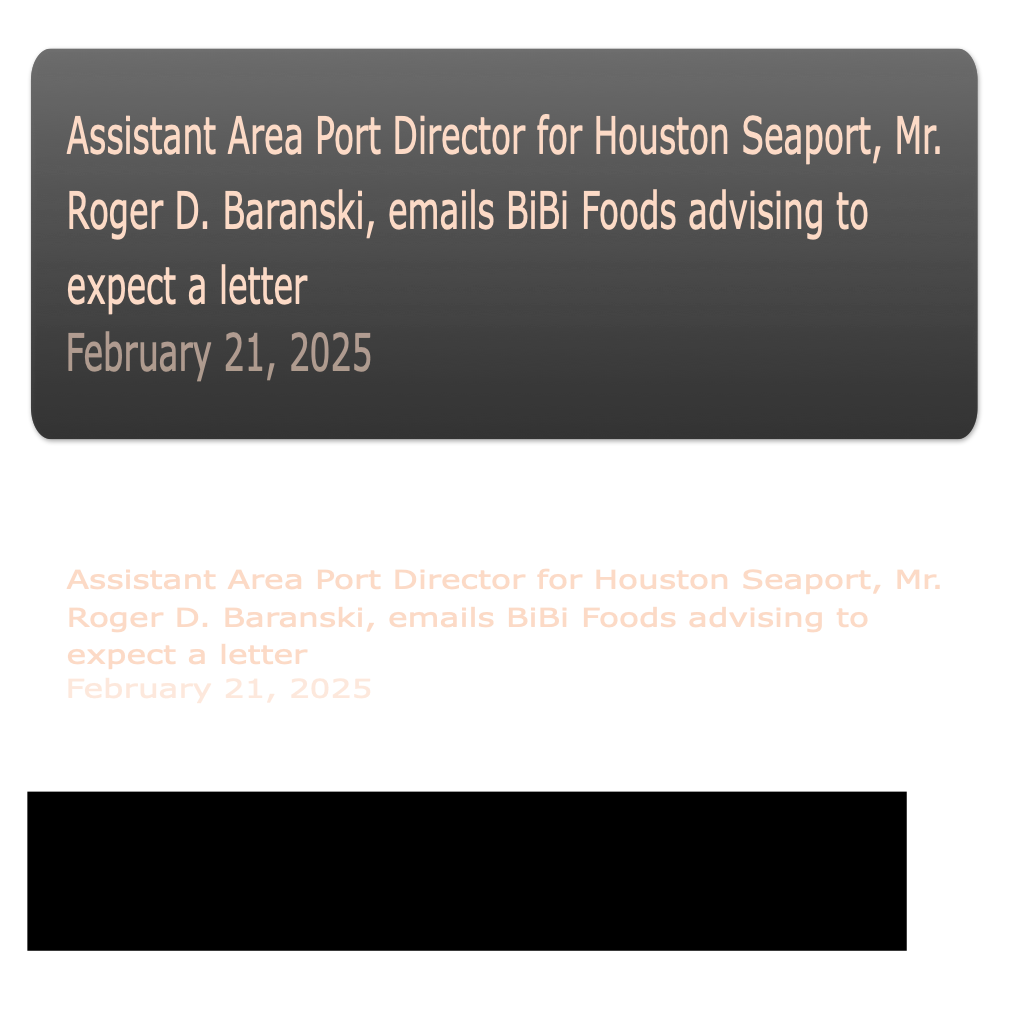 Assistant Area Port Director for Houston Seaport, Mr.
Roger D. Baranski, emails BiBi Foods advising to
expect a letter
February 21, 2025
Assistant Area Port Director for Houston Seaport, Mr.
Roger D. Baranski, emails BiBi Foods advising to
expect a letter
February 21, 2025